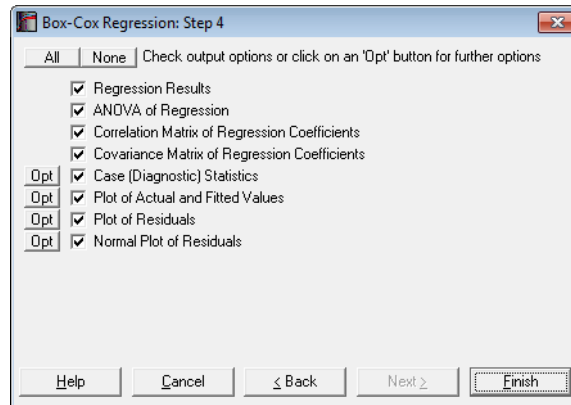 Box-Cox Regression: Step 4
All None Check output options or click on an 'Opt' button for further options
Regression Results
ANOVA of Regression
Correlation Matrix of Regression Coefficients
Covariance Matrix of Regression Coefficients
Opt Case (Diagnostic) Statistics
Opt Plot of Actual and Fitted Values
Opt Plot of Residuals
Opt Normal Plot of Residuals
Help Cancel < Back Next > Finish